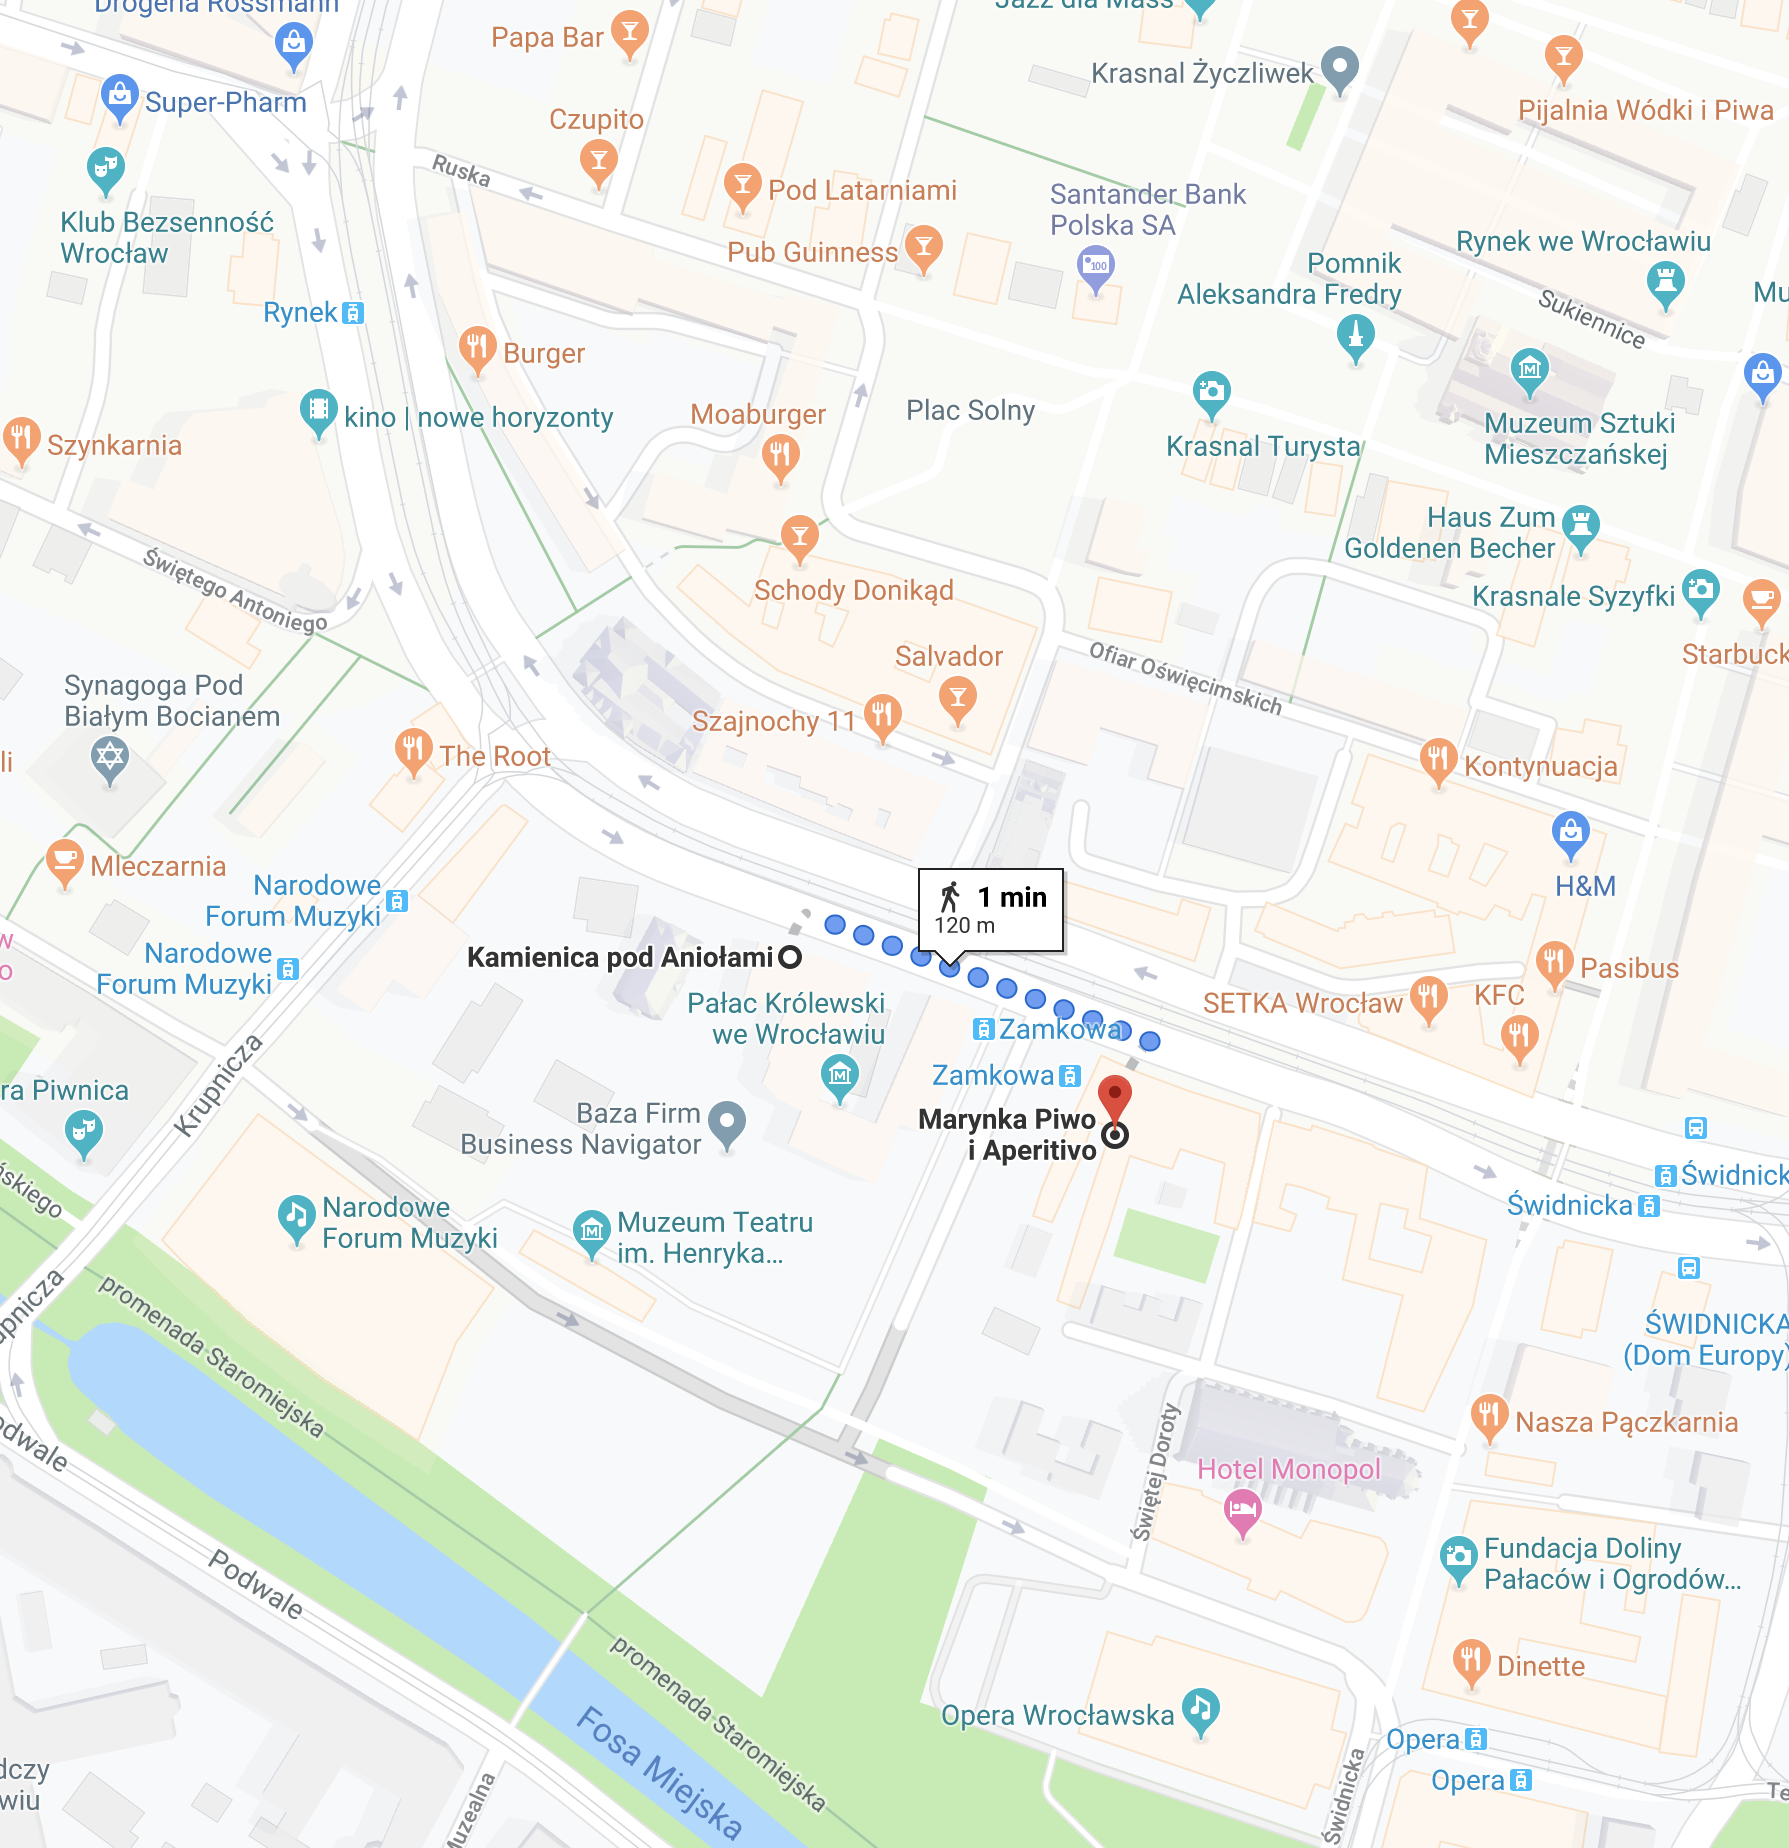 Drogeria Rossmann
Jazz dla Mass
Papa Bar
Krasnal Życzliwek
Super-Pharm
Pijalnia Wódki i Piwa
Czupito
Ruska
Pod Latarniami
Santander Bank
Polska SA
100
Klub Bezsenność
Wrocław
Pub Guinness
Rynek we Wrocławiu
Pomnik
Aleksandra Fredry
Mu
Sukiennice
Rynek
Burger
kino | nowe horyzonty
Moaburger
Plac Solny
Krasnal Turysta
Muzeum Sztuki
Mieszczańskej
Szynkarnia
Haus Zum
Goldenen Becher
Świętego Antoniego
Schody Donikąd
Krasnale Syzyfki
Starbuck
Salvador
Ofiar Oświęcimskich
Synagoga Pod
Białym Bocianem
Szajnochy 11
li
The Root
Kontynuacja
Mleczarnia
Narodowe
Forum Muzyki
H&M
1 min
120 m
w
o
Narodowe
Forum Muzyki
Kamienica pod Aniołami
Pasibus
SETKA Wrocław
KFC
Pałac Królewski
we Wrocławiu
Zamkowa
Krupnicza
Zamkowa
ra Piwnica
Baza Firm
Business Navigator
Marynka Piwo
i Aperitivo
ńskiego
Świdnick
Świdnicka
Narodowe
Forum Muzyki
Muzeum Teatru
im. Henryka...
upnicza
promenada Staromiejska
ŚWIDNICKA
(Dom Europy)
odwale
Świętej Doroty
Nasza Pączkarnia
Hotel Monopol
Podwale
Fundacja Doliny
Pałaców i Ogrodów...
promenada Staromiejska
Dinette
Fosa Miejska
Opera Wrocławska
Opera
Opera
Świdnicka
Te
dczy
wiu
Muzealna